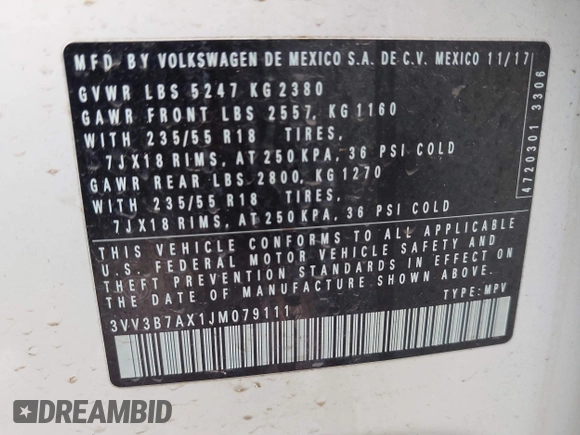 MFD BY VOLKSWAGEN DE MEXICO S.A. DE C.V. MEXICO 11/17
GVWR LBS 5247 KG 2380
GAWR FRONT LBS 2557, KG 1160
WITH 235/55 R18 TIRES,
7JX18 RIMS, AT 250 KPA, 36 PSI COLD
GAWR REAR LBS 2800, KG 1270
WITH 235/55 R18 TIRES,
7JX18 RIMS, AT 250 KPA, 36 PSI COLD
THIS VEHICLE CONFORMS TO ALL APPLICABLE
U.S. FEDERAL MOTOR VEHICLE SAFETY AND
THEFT PREVENTION STANDARDS IN EFFECT ON
THE DATE OF MANUFACTURE SHOWN ABOVE.
3VV3B7AX1JM079111 TYPE: MPV
4720301 3306
DREAMBID